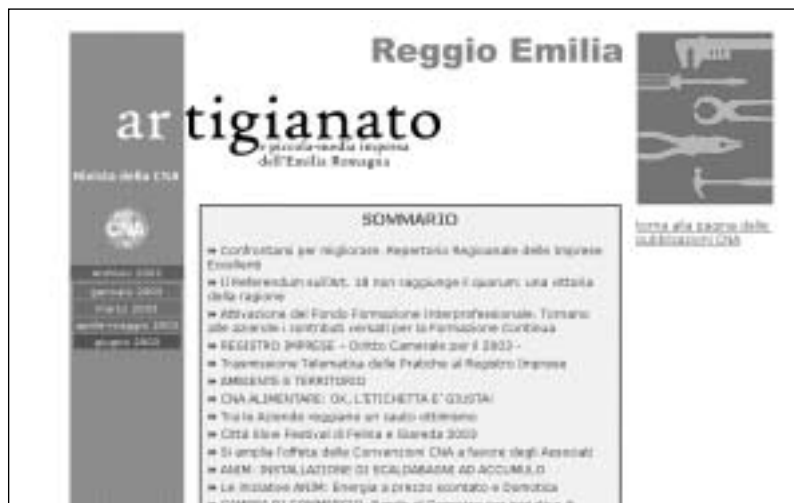 Reggio Emilia
artigianato
e piccola-media impresa
dell'Emilia Romagna
Rivista della CNA
CNA
archivio 2002
gennaio 2003
marzo 2003
aprile-maggio 2003
giugno 2003
torna alla pagina delle
pubblicazioni CNA
SOMMARIO
Confrontarsi per migliorare. Repertorio Regionale delle Imprese
Eccellenti
Il Referendum sull'Art. 18 non raggiunge il quorum: una vittoria
della ragione
Attivazione del Fondo Formazione Interprofessionale. Tornano
alle aziende i contributi versati per la Formazione Continua
REGISTRO IMPRESE - Diritto Camerale per il 2003 -
Trasmissione Telematica delle Pratiche al Registro Imprese
AMBIENTE E TERRITORIO
CNA ALIMENTARE: OK, L'ETICHETTA E' GIUSTA!
Tra le Aziende reggiane un cauto ottimismo
Città Slow Festival di Felina e Giareda 2003
Si amplia l'offeta delle Convenzioni CNA a favore degli Associati
ANIM: INSTALLAZIONE DI SCALDABAGNI AD ACCUMULO
Le iniziative ANIM: Energia a prezzo scontato e Domotica